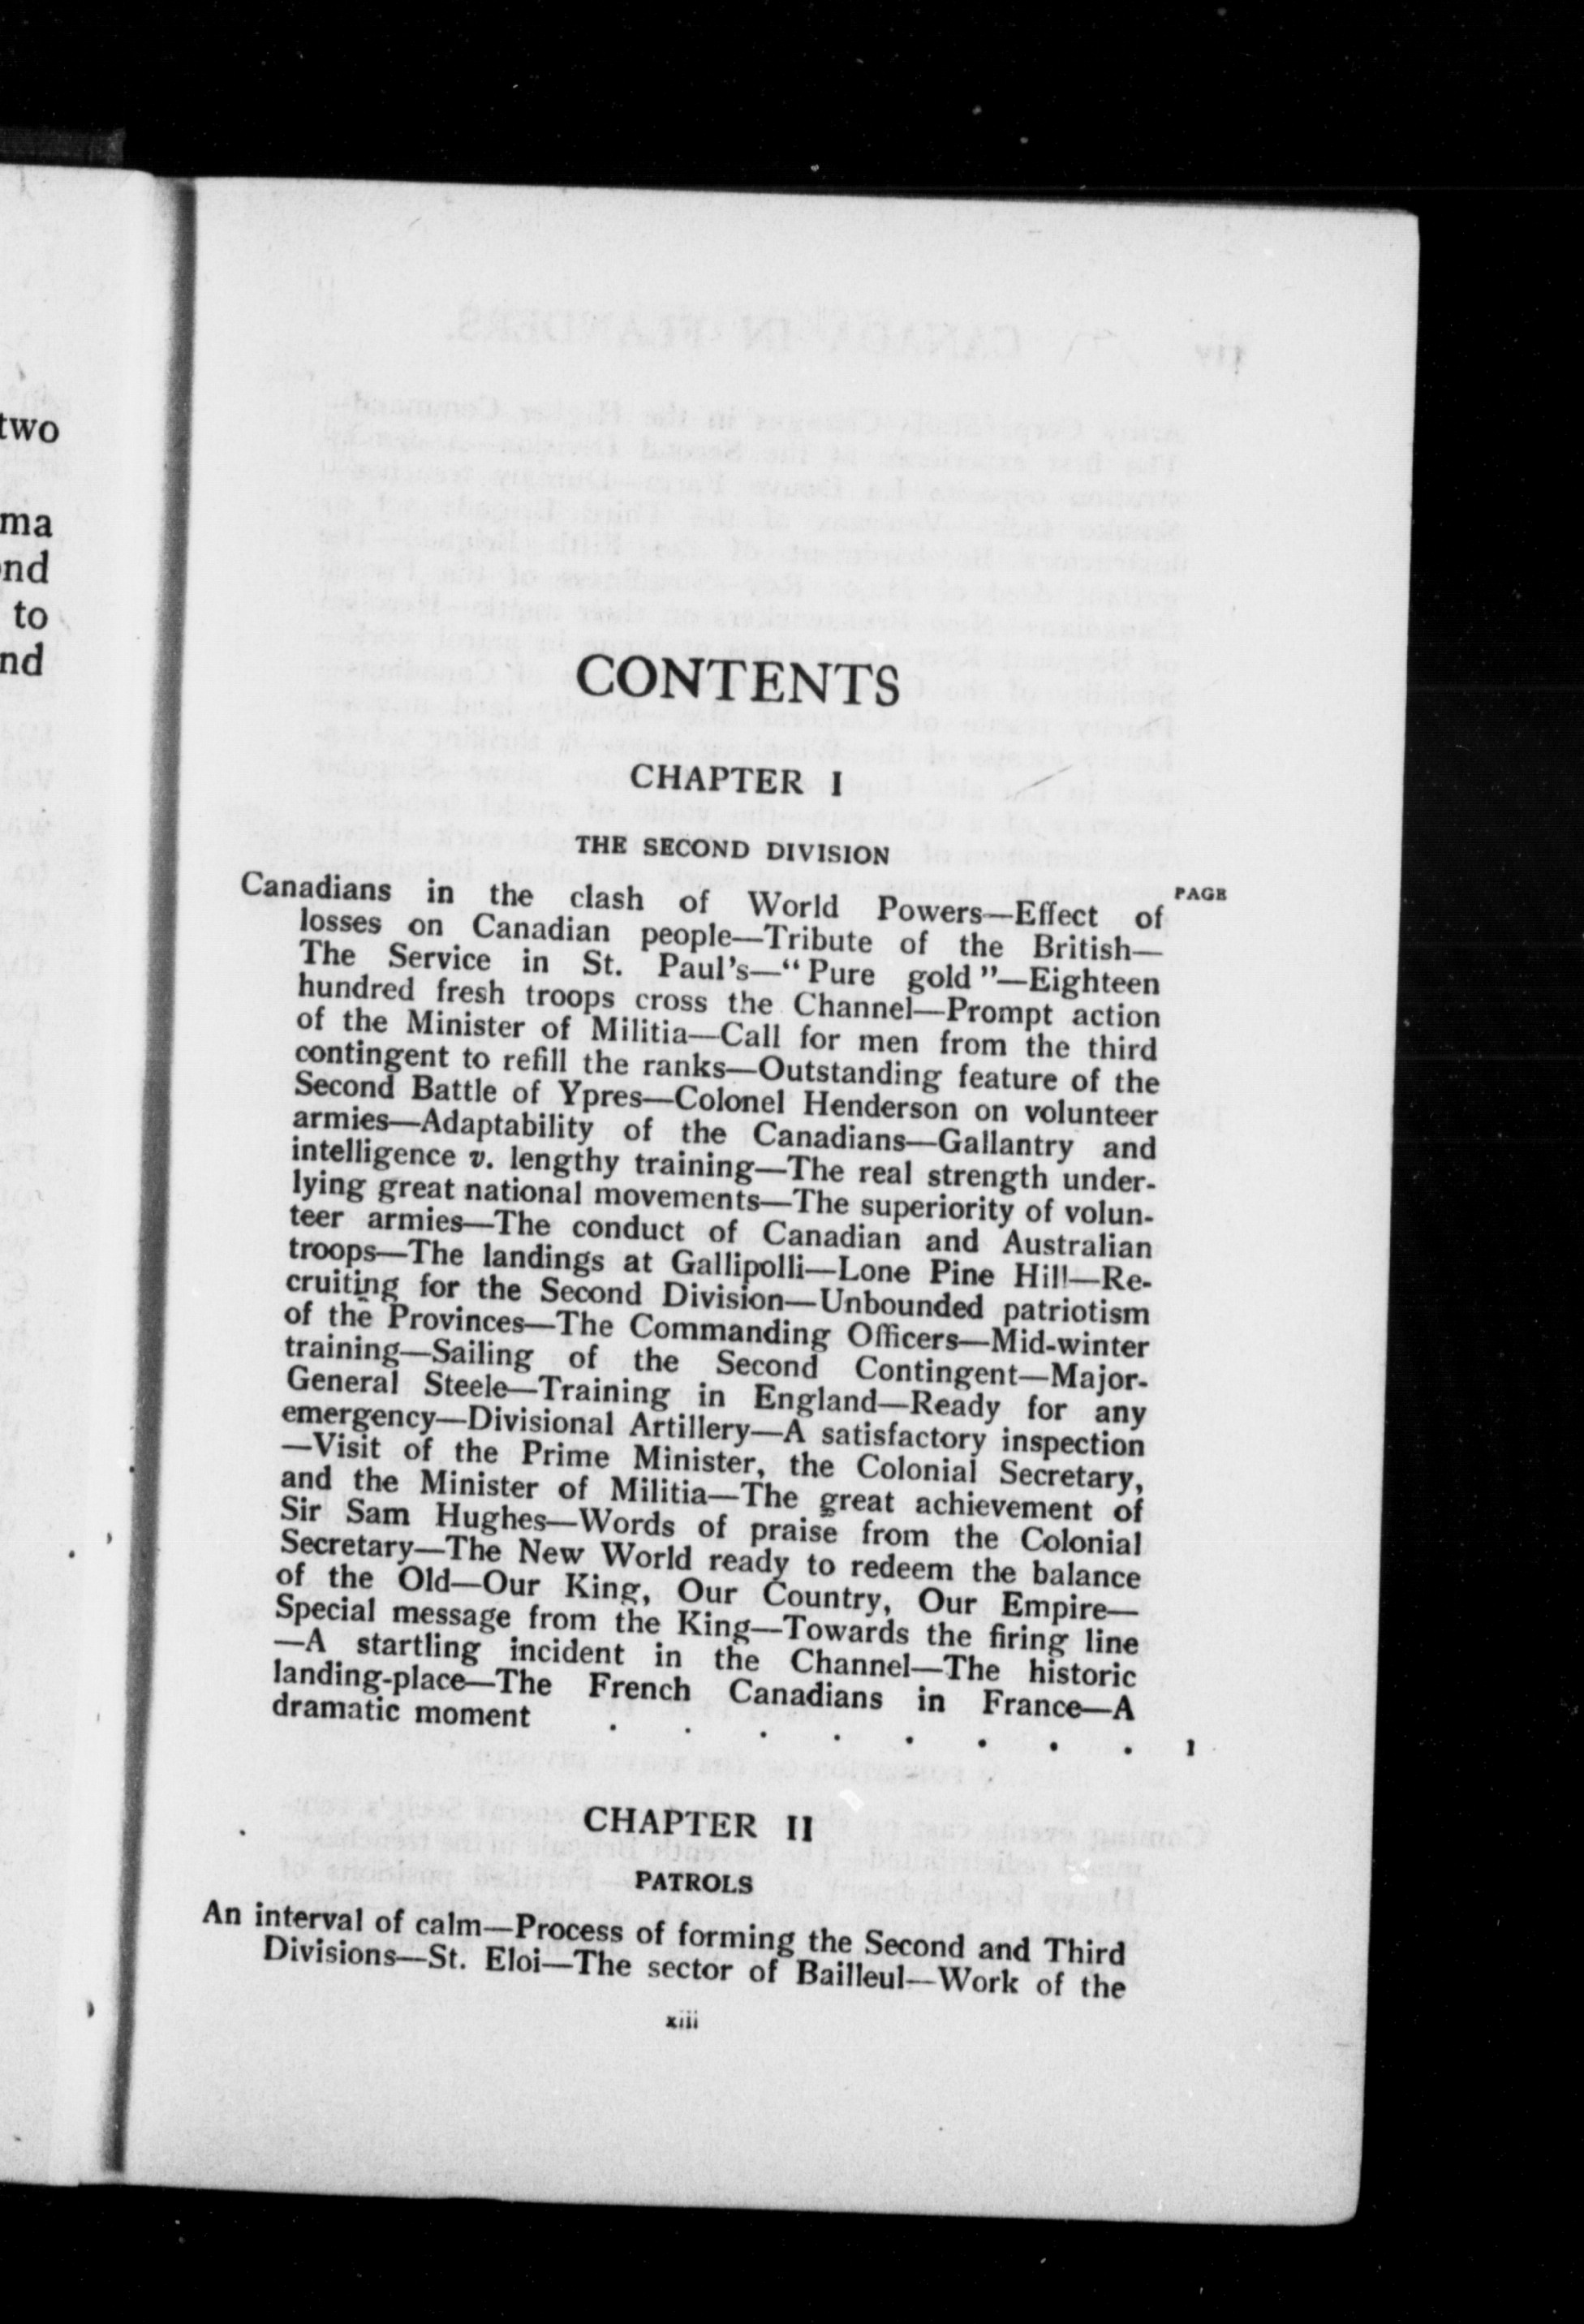 two
ma
nd
to
nd
CONTENTS
CHAPTER I
THE SECOND DIVISION
PAGE
Canadians in the clash of World Powers—Effect of
losses on Canadian people—Tribute of the British—
The Service in St. Paul's—“Pure gold”—Eighteen
hundred fresh troops cross the Channel—Prompt action
of the Minister of Militia—Call for men from the third
contingent to refill the ranks—Outstanding feature of the
Second Battle of Ypres—Colonel Henderson on volunteer
armies—Adaptability of the Canadians—Gallantry and
intelligence v. lengthy training—The real strength under-
lying great national movements—The superiority of volun-
teer armies—The conduct of Canadian and Australian
troops—The landings at Gallipolli—Lone Pine Hill—Re-
cruiting for the Second Division—Unbounded patriotism
of the Provinces—The Commanding Officers—Mid-winter
training—Sailing of the Second Contingent—Major-
General Steele—Training in England—Ready for any
emergency—Divisional Artillery—A satisfactory inspection
—Visit of the Prime Minister, the Colonial Secretary,
and the Minister of Militia—The great achievement of
Sir Sam Hughes—Words of praise from the Colonial
Secretary—The New World ready to redeem the balance
of the Old—Our King, Our Country, Our Empire—
Special message from the King—Towards the firing line
—A startling incident in the Channel—The historic
landing-place—The French Canadians in France—A
dramatic moment . . . . . . . . 1
CHAPTER II
PATROLS
An interval of calm—Process of forming the Second and Third
Divisions—St. Eloi—The sector of Bailleul—Work of the
xiii